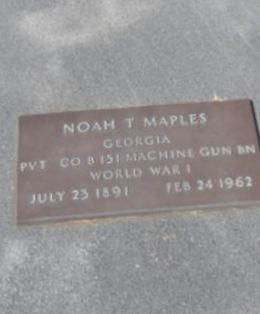 NOAH T MAPLES
GEORGIA
PVT CO B 151 MACHINE GUN BN
WORLD WAR I
JULY 23 1891 FEB 24 1962